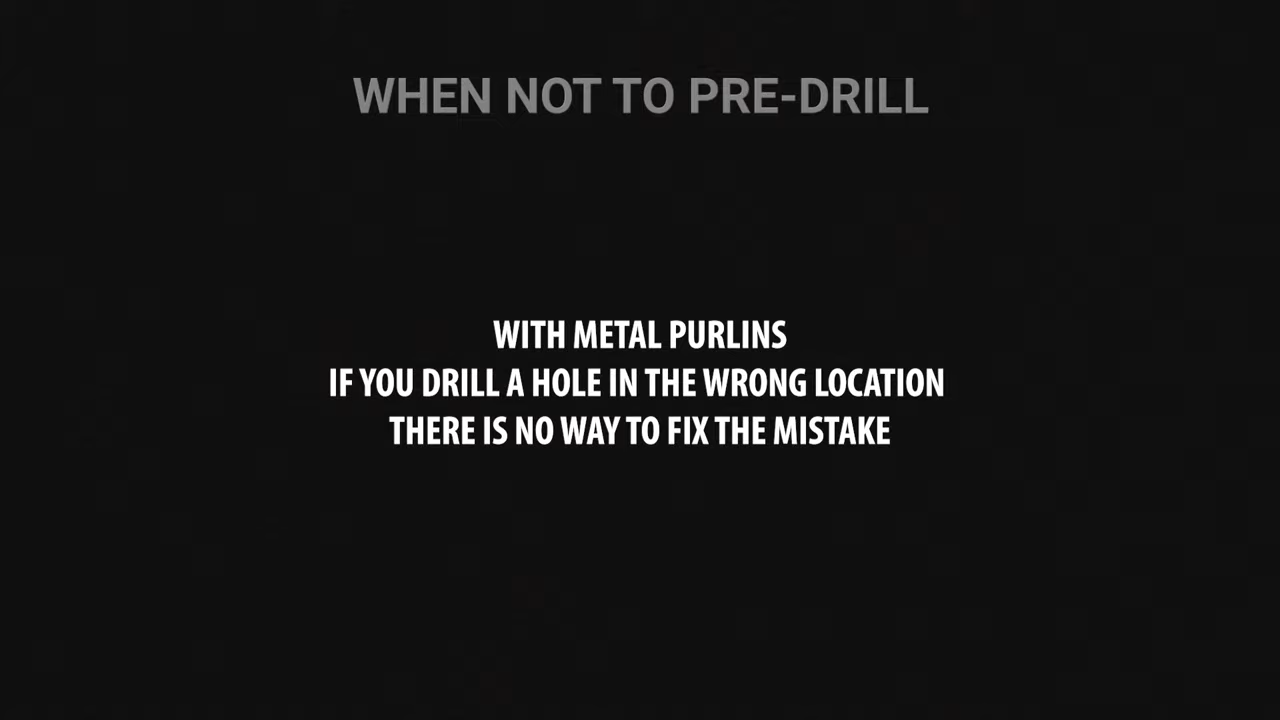 WHEN NOT TO PRE-DRILL
WITH METAL PURLINS
IF YOU DRILL A HOLE IN THE WRONG LOCATION
THERE IS NO WAY TO FIX THE MISTAKE